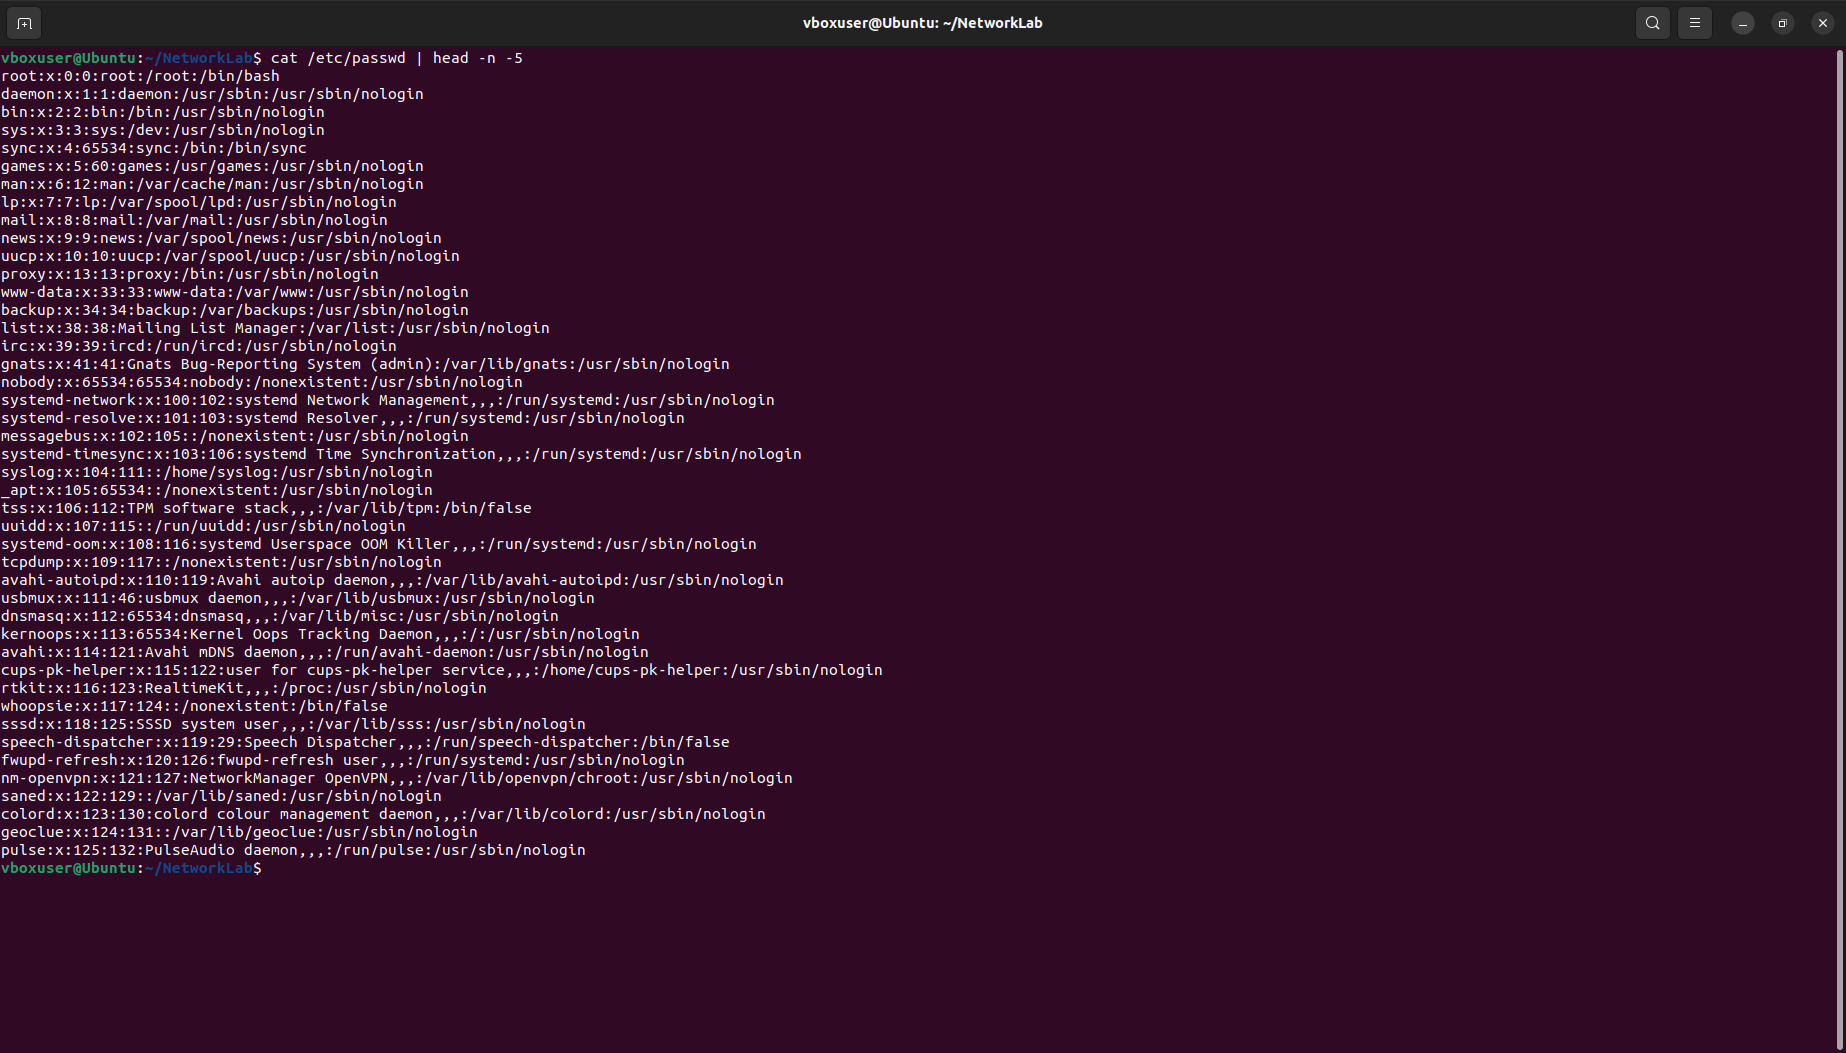 vboxuser@Ubuntu: ~/NetworkLab
vboxuser@Ubuntu:~/NetworkLab$ cat /etc/passwd | head -n -5
root:x:0:0:root:/root:/bin/bash
daemon:x:1:1:daemon:/usr/sbin:/usr/sbin/nologin
bin:x:2:2:bin:/bin:/usr/sbin/nologin
sys:x:3:3:sys:/dev:/usr/sbin/nologin
sync:x:4:65534:sync:/bin:/bin/sync
games:x:5:60:games:/usr/games:/usr/sbin/nologin
man:x:6:12:man:/var/cache/man:/usr/sbin/nologin
lp:x:7:7:lp:/var/spool/lpd:/usr/sbin/nologin
mail:x:8:8:mail:/var/mail:/usr/sbin/nologin
news:x:9:9:news:/var/spool/news:/usr/sbin/nologin
uucp:x:10:10:uucp:/var/spool/uucp:/usr/sbin/nologin
proxy:x:13:13:proxy:/bin:/usr/sbin/nologin
www-data:x:33:33:www-data:/var/www:/usr/sbin/nologin
backup:x:34:34:backup:/var/backups:/usr/sbin/nologin
list:x:38:38:Mailing List Manager:/var/list:/usr/sbin/nologin
irc:x:39:39:ircd:/run/ircd:/usr/sbin/nologin
gnats:x:41:41:Gnats Bug-Reporting System (admin):/var/lib/gnats:/usr/sbin/nologin
nobody:x:65534:65534:nobody:/nonexistent:/usr/sbin/nologin
systemd-network:x:100:102:systemd Network Management,,,:/run/systemd:/usr/sbin/nologin
systemd-resolve:x:101:103:systemd Resolver,,,:/run/systemd:/usr/sbin/nologin
messagebus:x:102:105::/nonexistent:/usr/sbin/nologin
systemd-timesync:x:103:106:systemd Time Synchronization,,,:/run/systemd:/usr/sbin/nologin
syslog:x:104:111::/home/syslog:/usr/sbin/nologin
_apt:x:105:65534::/nonexistent:/usr/sbin/nologin
tss:x:106:112:TPM software stack,,,:/var/lib/tpm:/bin/false
uuidd:x:107:115::/run/uuidd:/usr/sbin/nologin
systemd-oom:x:108:116:systemd Userspace OOM Killer,,,:/run/systemd:/usr/sbin/nologin
tcpdump:x:109:117::/nonexistent:/usr/sbin/nologin
avahi-autoipd:x:110:119:Avahi autoip daemon,,,:/var/lib/avahi-autoipd:/usr/sbin/nologin
usbmux:x:111:46:usbmux daemon,,,:/var/lib/usbmux:/usr/sbin/nologin
dnsmasq:x:112:65534:dnsmasq,,,:/var/lib/misc:/usr/sbin/nologin
kernoops:x:113:65534:Kernel Oops Tracking Daemon,,,:/:/usr/sbin/nologin
avahi:x:114:121:Avahi mDNS daemon,,,:/run/avahi-daemon:/usr/sbin/nologin
cups-pk-helper:x:115:122:user for cups-pk-helper service,,,:/home/cups-pk-helper:/usr/sbin/nologin
rtkit:x:116:123:RealtimeKit,,,:/proc:/usr/sbin/nologin
whoopsie:x:117:124::/nonexistent:/bin/false
sssd:x:118:125:SSSD system user,,,:/var/lib/sss:/usr/sbin/nologin
speech-dispatcher:x:119:29:Speech Dispatcher,,,:/run/speech-dispatcher:/bin/false
fwupd-refresh:x:120:126:fwupd-refresh user,,,:/run/systemd:/usr/sbin/nologin
nm-openvpn:x:121:127:NetworkManager OpenVPN,,,:/var/lib/openvpn/chroot:/usr/sbin/nologin
saned:x:122:129::/var/lib/saned:/usr/sbin/nologin
colord:x:123:130:colord colour management daemon,,,:/var/lib/colord:/usr/sbin/nologin
geoclue:x:124:131::/var/lib/geoclue:/usr/sbin/nologin
pulse:x:125:132:PulseAudio daemon,,,:/run/pulse:/usr/sbin/nologin
vboxuser@Ubuntu:~/NetworkLab$